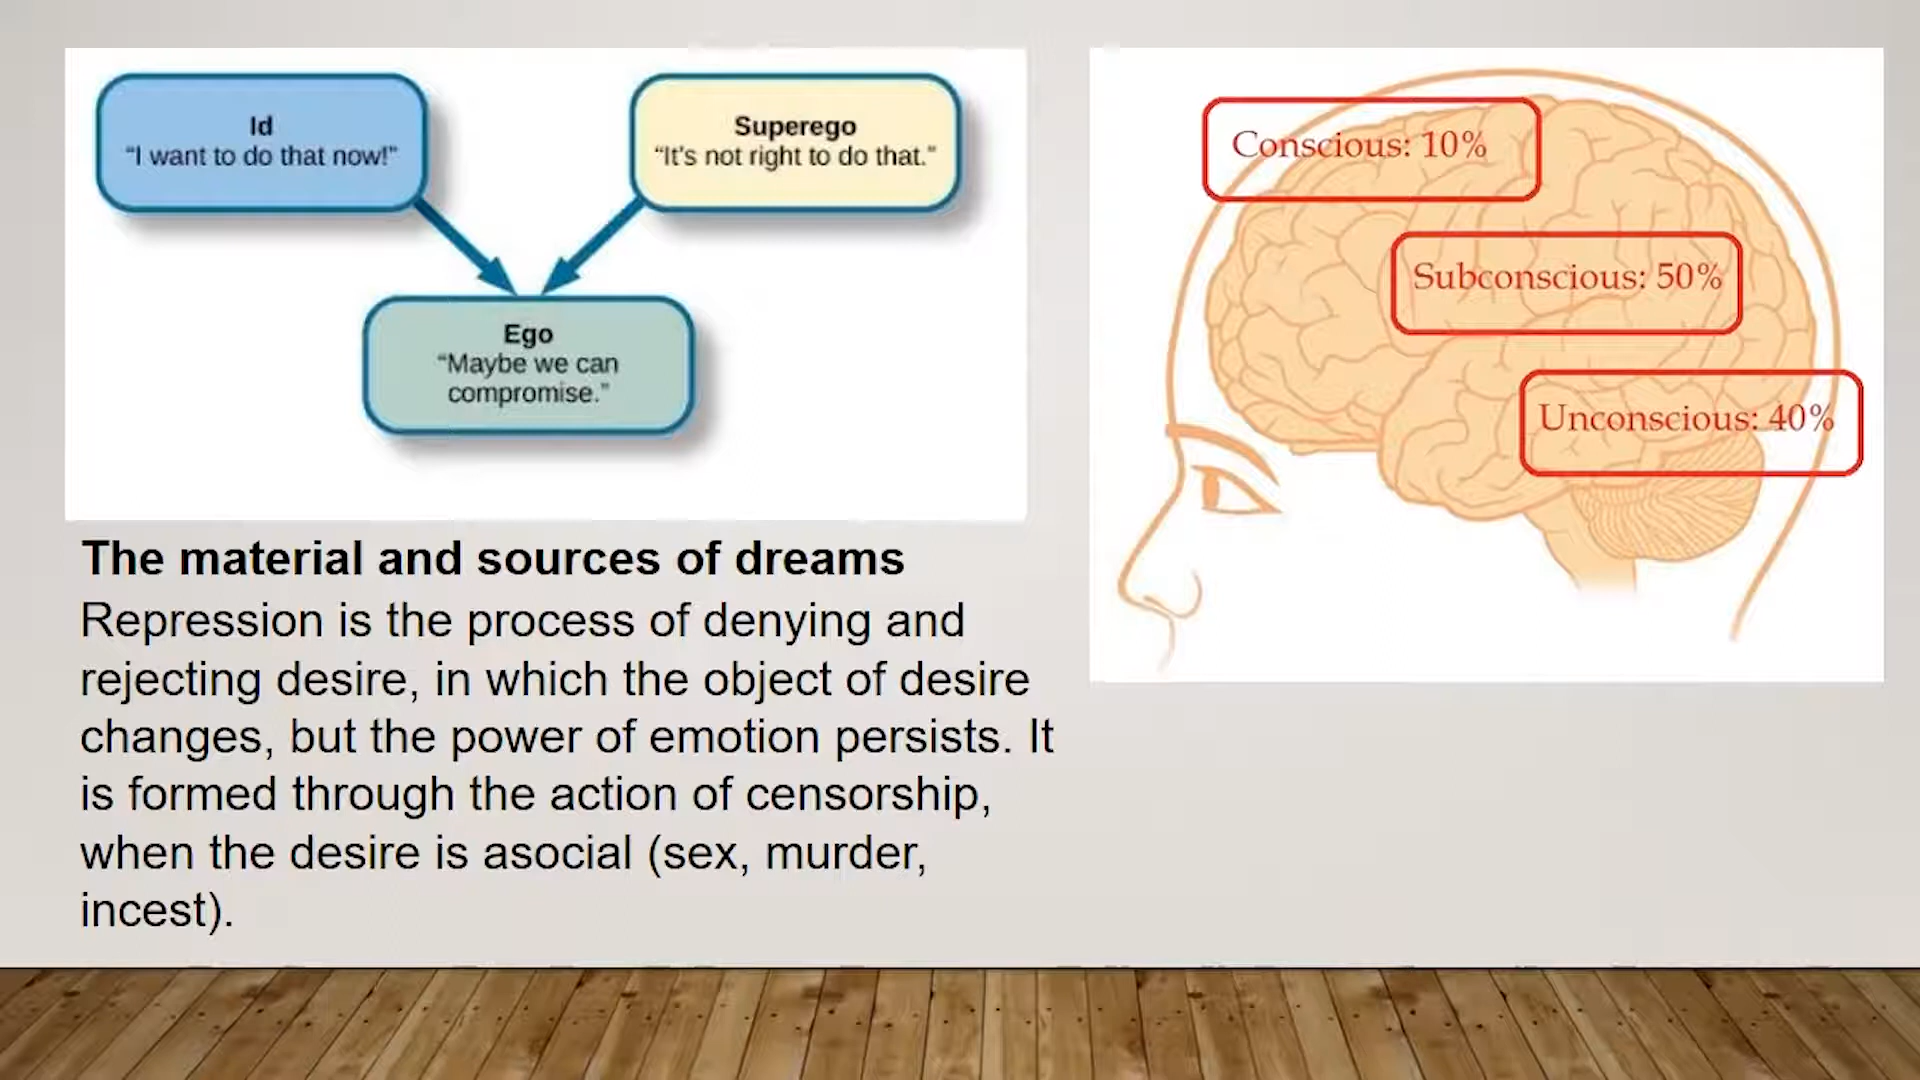 Id
“I want to do that now!”
Superego
“It's not right to do that.”
Ego
“Maybe we can
compromise.”
Conscious: 10%
Subconscious: 50%
Unconscious: 40%
The material and sources of dreams
Repression is the process of denying and
rejecting desire, in which the object of desire
changes, but the power of emotion persists. It
is formed through the action of censorship,
when the desire is asocial (sex, murder,
incest).